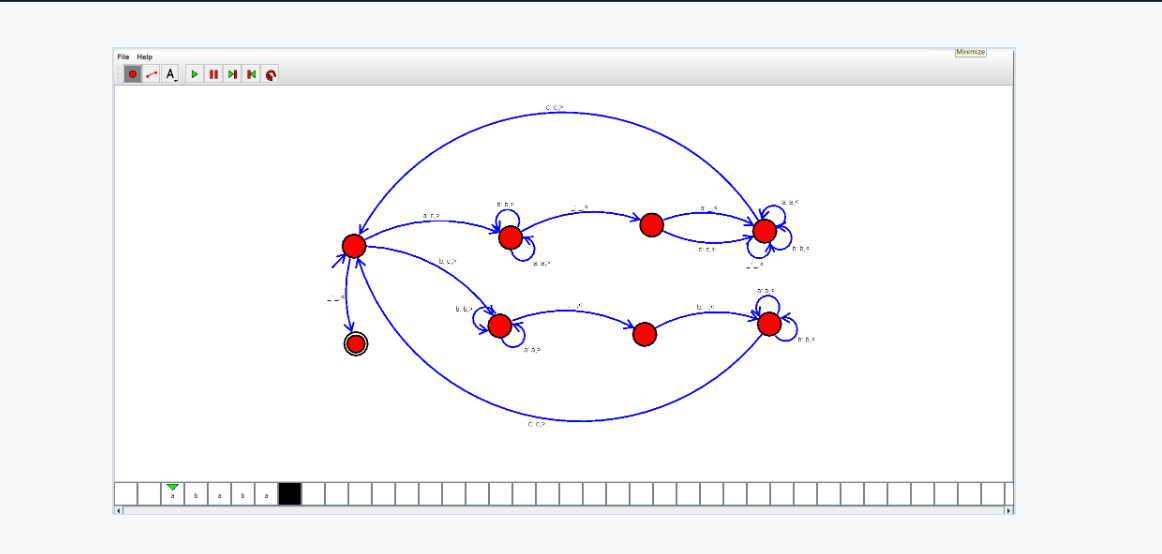 Minimize
File Help
A
c: c,>
b: b,>
a: a,<
a: c,>
_: _,<
a: _,<
c: c,<
b: b,<
a: a,>
_: _,<
b: c,>
_: _,<
a: a,<
b: b,>
_: _,<
b: _,<
b: b,<
a: a,>
c: c,>
a b a b a